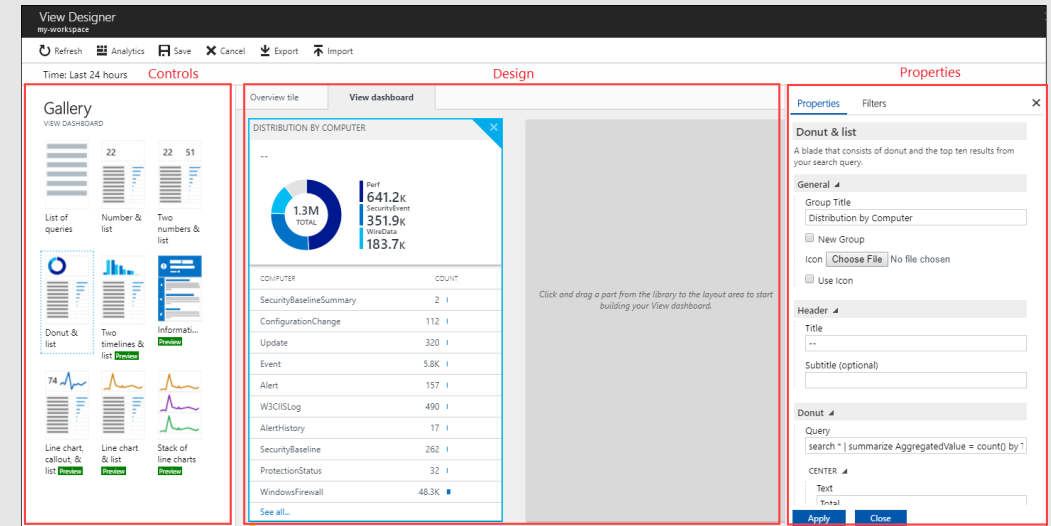 View Designer
my-workspace
Refresh Analytics Save Cancel Export Import
Time: Last 24 hours
Controls
Design
Properties
Gallery
VIEW DASHBOARD
22
22 51
List of
queries
Number &
list
Two
numbers &
list
Donut &
list
Two
timelines &
list Preview
Informati...
Preview
74
Line chart,
callout, &
list Preview
Line chart
& list
Preview
Stack of
line charts
Preview
Overview tile View dashboard
DISTRIBUTION BY COMPUTER
--
1.3M
TOTAL
Perf
641.2K
SecurityEvent
351.9K
WireData
183.7K
COMPUTER COUNT
SecurityBaselineSummary 2
ConfigurationChange 112
Update 320
Event 5.8K
Alert 157
W3CIISLog 490
AlertHistory 17
SecurityBaseline 262
ProtectionStatus 32
WindowsFirewall 48.3K
See all...
Click and drag a part from the library to the layout area to start
building your View dashboard.
Properties Filters
Donut & list
A blade that consists of donut and the top ten results from
your search query.
General
Group Title
Distribution by Computer
New Group
Icon Choose File No file chosen
Use Icon
Header
Title
--
Subtitle (optional)
Donut
Query
search * | summarize AggregatedValue = count() by
CENTER
Text
Total
Apply Close